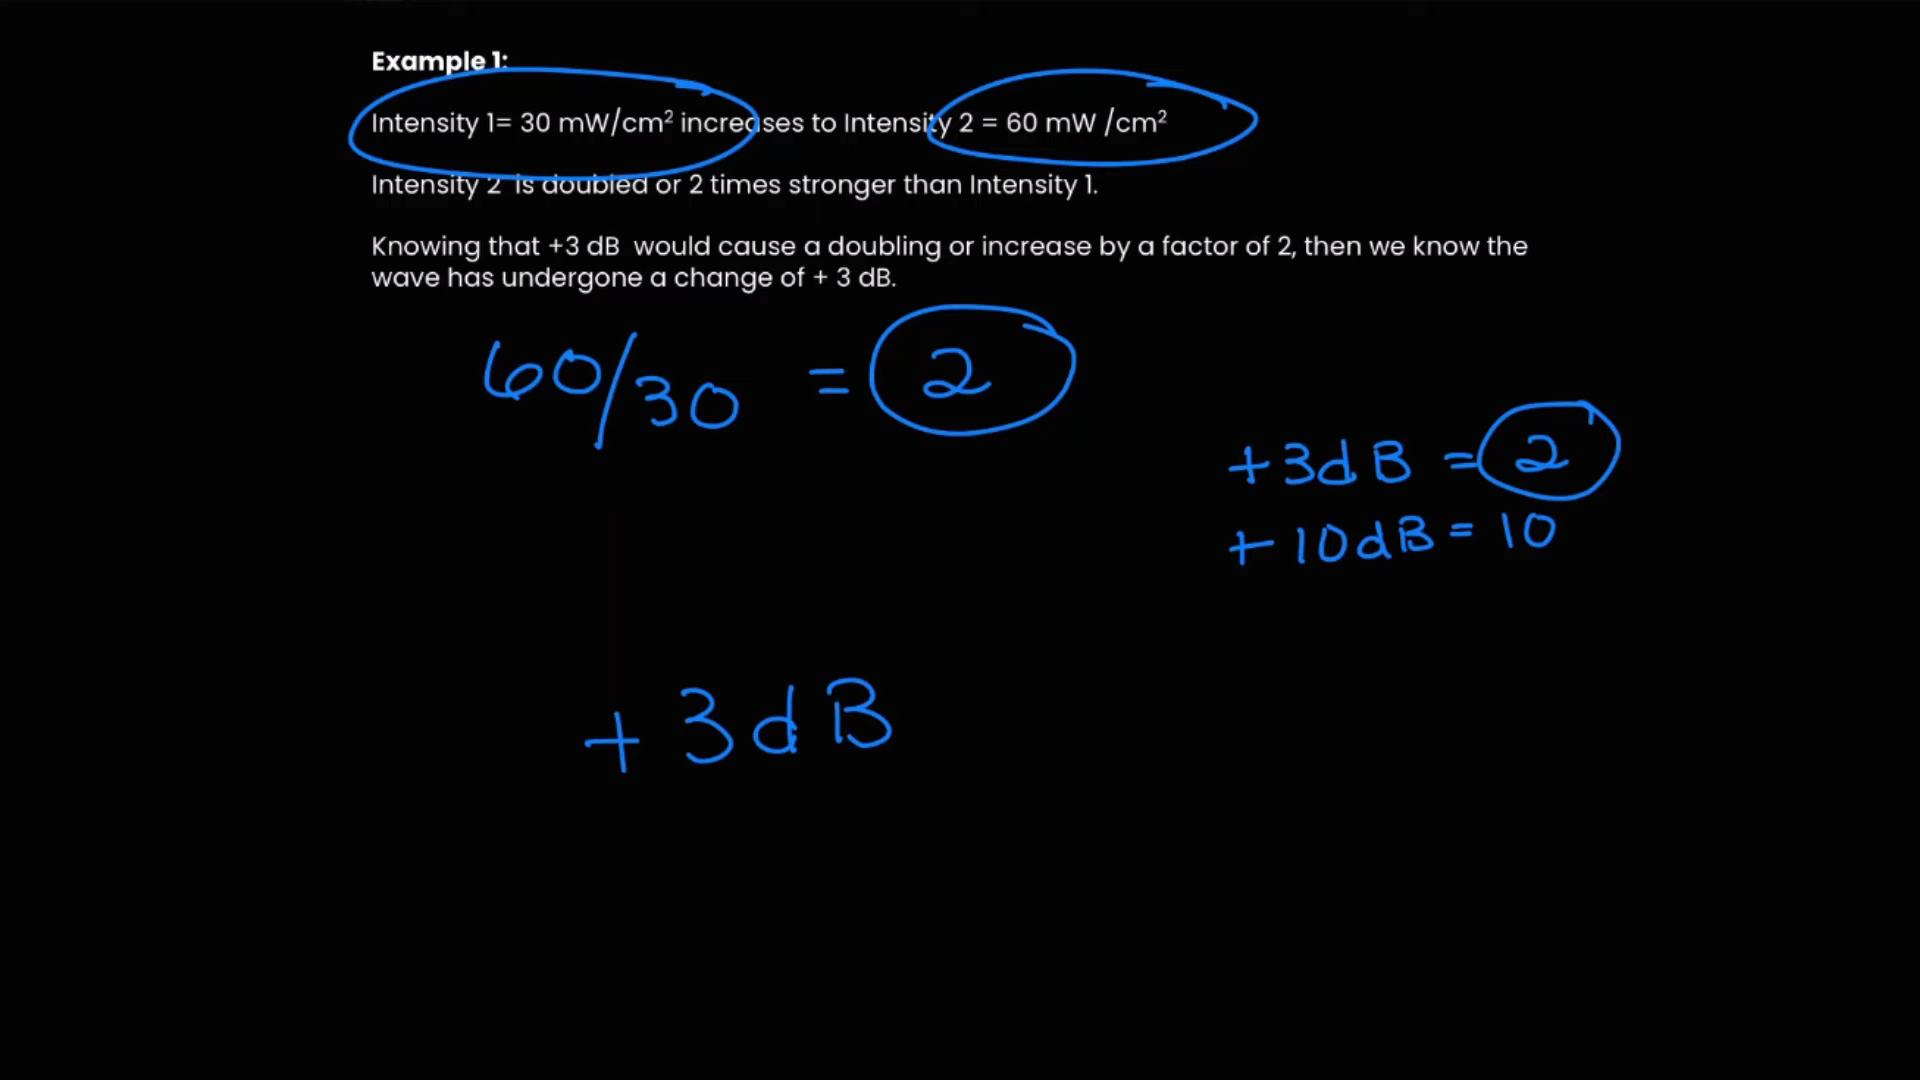 Example 1:
Intensity 1= 30 mW/cm² increases to Intensity 2 = 60 mW /cm²
Intensity 2 is doubled or 2 times stronger than Intensity 1.
Knowing that +3 dB would cause a doubling or increase by a factor of 2, then we know the
wave has undergone a change of + 3 dB.
60/30 = 2
+3dB = 2
+10dB = 10
+3dB